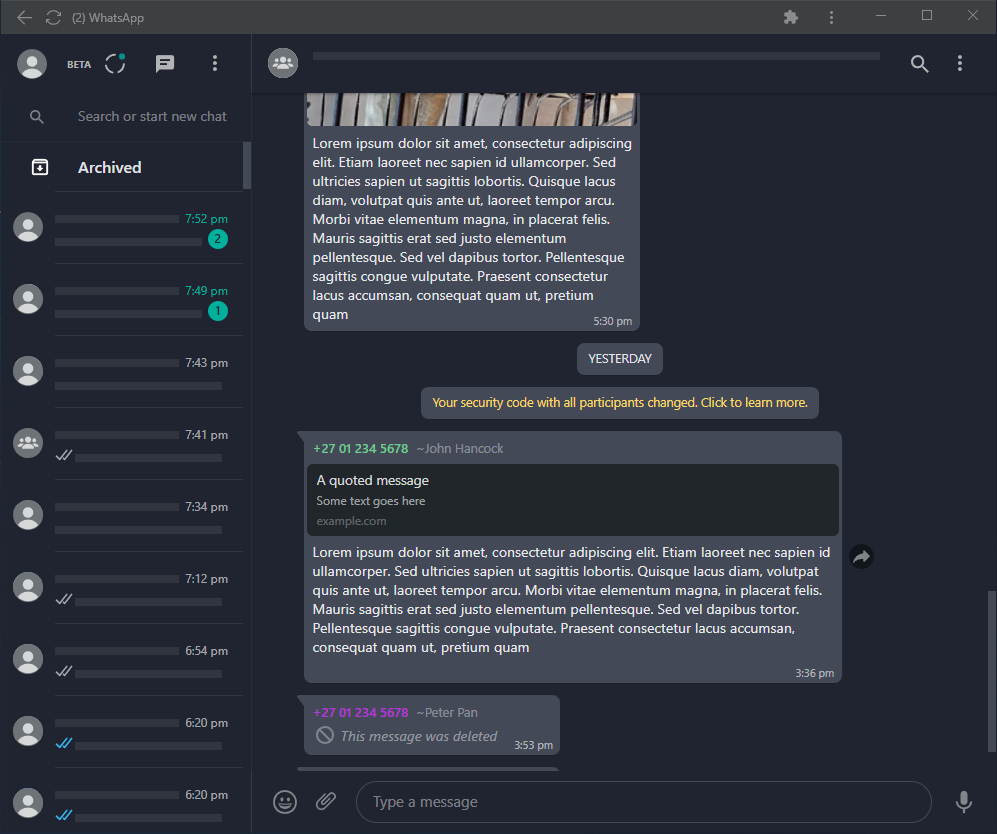 (2) WhatsApp
BETA
Search or start new chat
Archived
7:52 pm
2
7:49 pm
1
7:43 pm
7:41 pm
7:34 pm
7:12 pm
6:54 pm
6:20 pm
6:20 pm
Lorem ipsum dolor sit amet, consectetur adipiscing
elit. Etiam laoreet nec sapien id ullamcorper. Sed
ultricies sapien ut sagittis lobortis. Quisque lacus
diam, volutpat quis ante ut, laoreet tempor arcu.
Morbi vitae elementum magna, in placerat felis.
Mauris sagittis erat sed justo elementum
pellentesque. Sed vel dapibus tortor. Pellentesque
sagittis congue vulputate. Praesent consectetur
lacus accumsan, consequat quam ut, pretium
quam
5:30 pm
YESTERDAY
Your security code with all participants changed. Click to learn more.
+27 01 234 5678 ~John Hancock
A quoted message
Some text goes here
example.com
Lorem ipsum dolor sit amet, consectetur adipiscing elit. Etiam laoreet nec sapien id
ullamcorper. Sed ultricies sapien ut sagittis lobortis. Quisque lacus diam, volutpat
quis ante ut, laoreet tempor arcu. Morbi vitae elementum magna, in placerat felis.
Mauris sagittis erat sed justo elementum pellentesque. Sed vel dapibus tortor.
Pellentesque sagittis congue vulputate. Praesent consectetur lacus accumsan,
consequat quam ut, pretium quam
3:36 pm
+27 01 234 5678 ~Peter Pan
This message was deleted
3:53 pm
Type a message